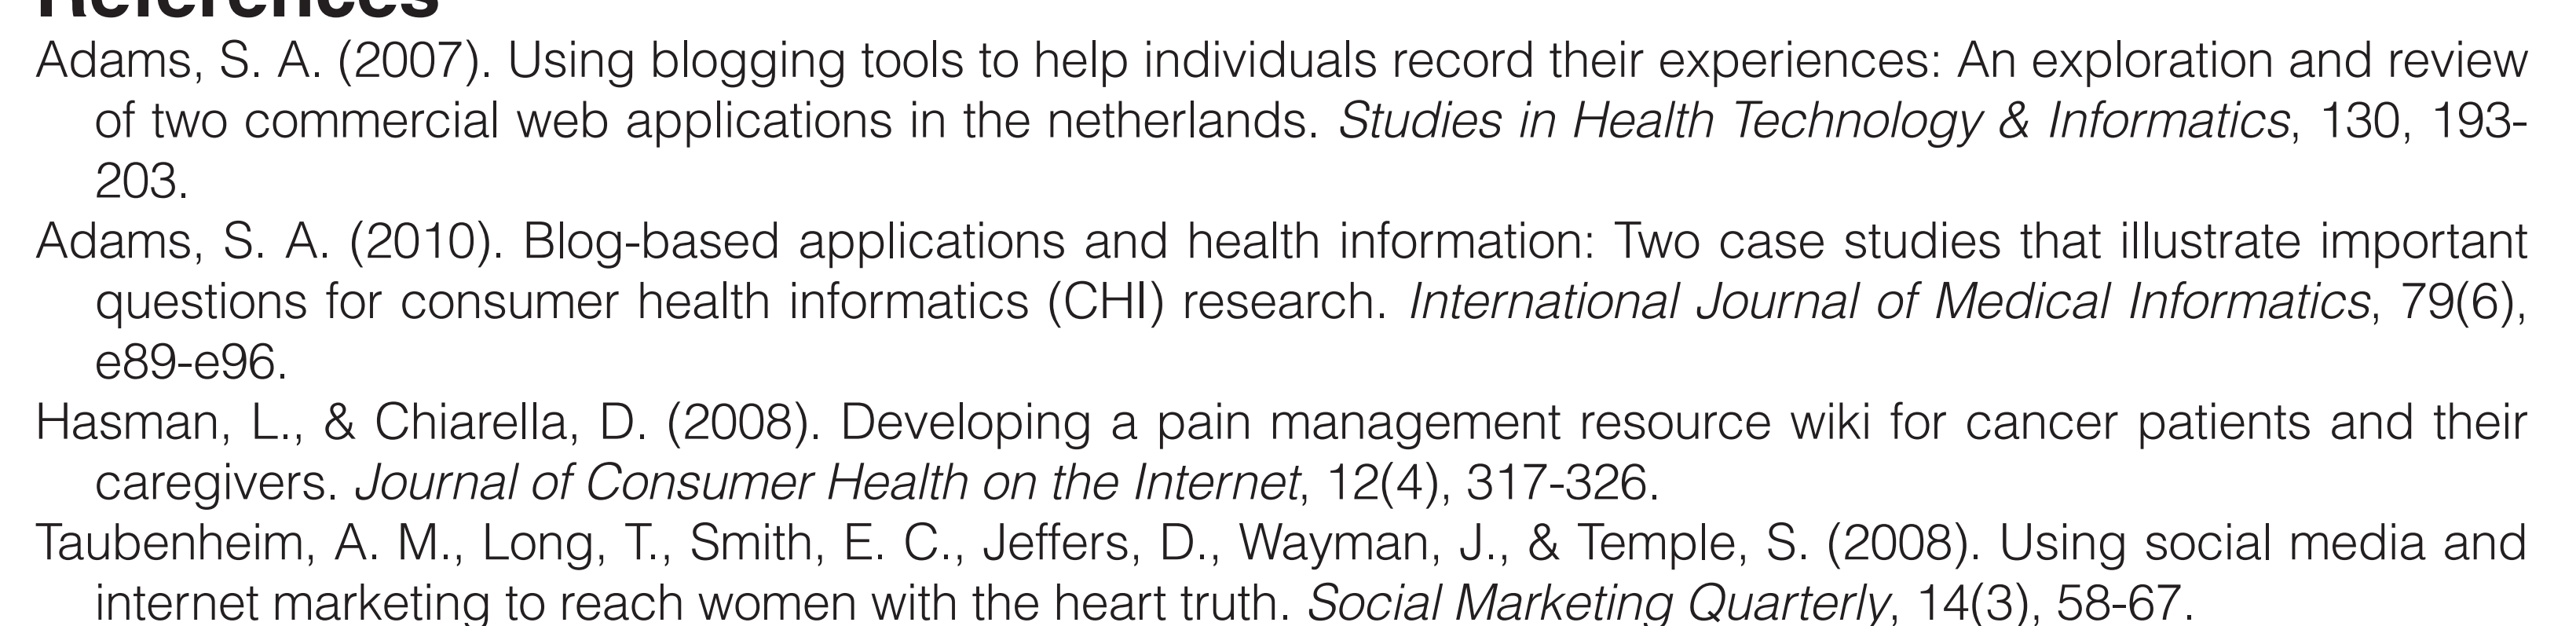 References
Adams, S. A. (2007). Using blogging tools to help individuals record their experiences: An exploration and review
of two commercial web applications in the netherlands. Studies in Health Technology & Informatics, 130, 193-
203.
Adams, S. A. (2010). Blog-based applications and health information: Two case studies that illustrate important
questions for consumer health informatics (CHI) research. International Journal of Medical Informatics, 79(6),
e89-e96.
Hasman, L., & Chiarella, D. (2008). Developing a pain management resource wiki for cancer patients and their
caregivers. Journal of Consumer Health on the Internet, 12(4), 317-326.
Taubenheim, A. M., Long, T., Smith, E. C., Jeffers, D., Wayman, J., & Temple, S. (2008). Using social media and
internet marketing to reach women with the heart truth. Social Marketing Quarterly, 14(3), 58-67.